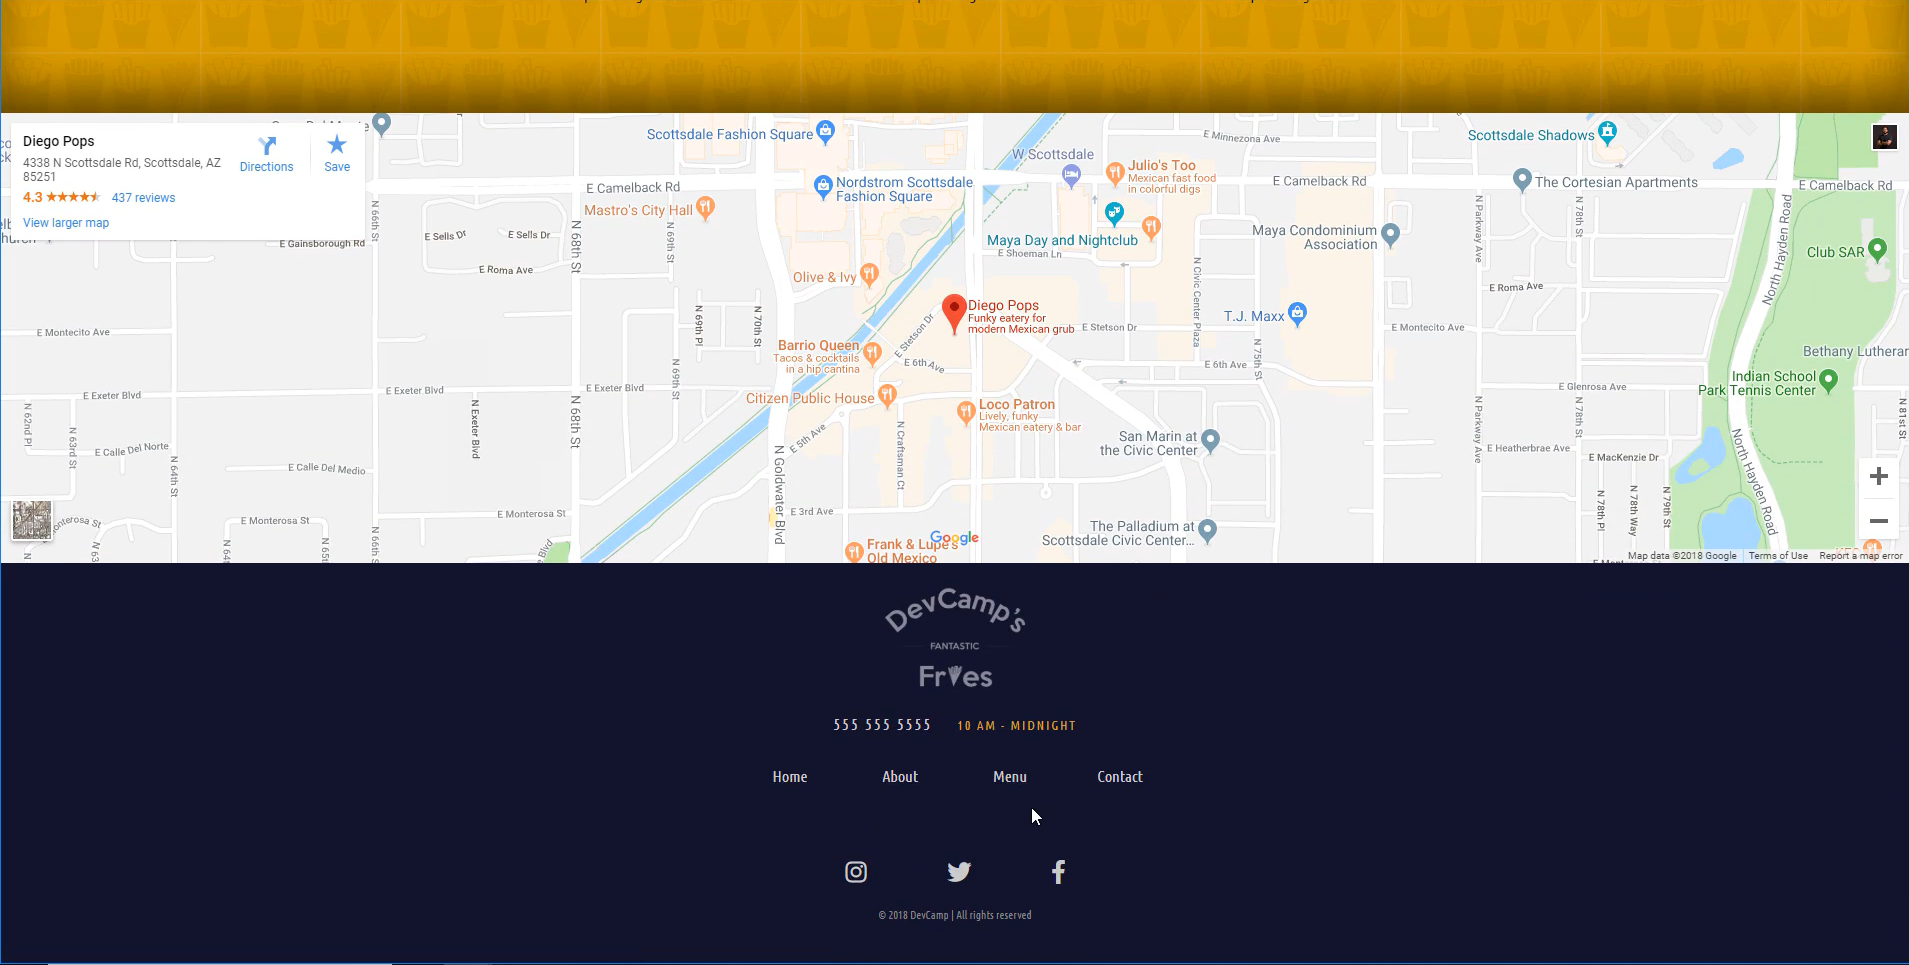 Diego Pops
4338 N Scottsdale Rd, Scottsdale, AZ
85251
4.3
437 reviews
View larger map
Directions
Save
Scottsdale Fashion Square
Nordstrom Scottsdale
Fashion Square
E Camelback Rd
Mastro's City Hall
W Scottsdale
Julio's Too
Mexican fast food
in colorful digs
E Minnezona Ave
Scottsdale Shadows
E Camelback Rd
The Cortesian Apartments
E Camelback Rd
N 66th St
E Gainsborough Rd
E Sells Dr
E Sells Dr
E Roma Ave
N 68th St
N 69th St
Maya Day and Nightclub
E Shoeman Ln
Maya Condominium
Association
N Parkway Ave
N 78th St
North Hayden Road
Club SAR
Olive & Ivy
N Civic Center Plaza
E Roma Ave
Diego Pops
Funky eatery for
modern Mexican grub
E Stetson Dr
E Stetson Dr
T.J. Maxx
E Montecito Ave
E Montecito Ave
N 69th Pl
N 70th St
Barrio Queen
Tacos & cocktails
in a hip cantina
E 6th Ave
E 6th Ave
N 75th St
Bethany Lutheran
Indian School
Park Tennis Center
E Exeter Blvd
E Exeter Blvd
E Exeter Blvd
N 69th St
E Glenrosa Ave
Citizen Public House
Loco Patron
Lively, funky
Mexican eatery & bar
N 62nd Pl
N 63rd St
N Exeter Blvd
N 68th St
E 5th Ave
N Craftsman Ct
San Marin at
the Civic Center
N Parkway Ave
N 78th St
N 81st St
E Calle Del Norte
E Calle Del Medio
E Heatherbrae Ave
E MacKenzie Dr
N 64th St
N Goldwater Blvd
North Hayden Road
N 78th Pl
N 78th Way
N 79th St
E Monterosa St
E Monterosa St
E 3rd Ave
N 66th St
Blvd
Google
The Palladium at
Scottsdale Civic Center...
Frank & Lupe's
Old Mexico
Map data ©2018 Google
Terms of Use
Report a map error
DevCamp's
FANTASTIC
Fries
555 555 5555
10 AM - MIDNIGHT
Home
About
Menu
Contact
© 2018 DevCamp | All rights reserved